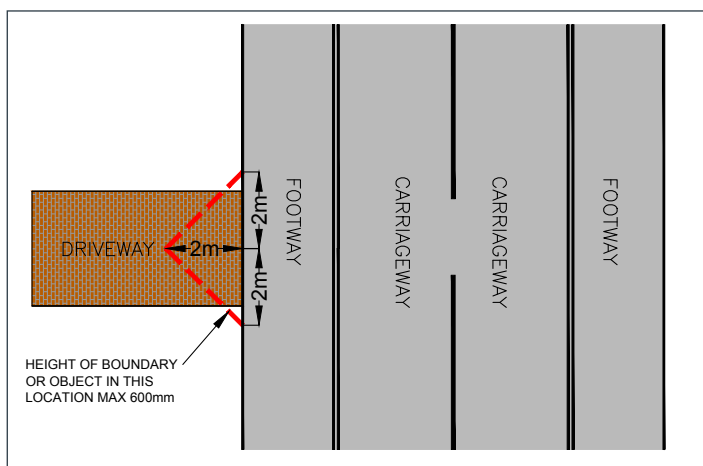 DRIVEWAY
2m
2m
2m
FOOTWAY
CARRIAGEWAY
CARRIAGEWAY
FOOTWAY
HEIGHT OF BOUNDARY
OR OBJECT IN THIS
LOCATION MAX 600mm